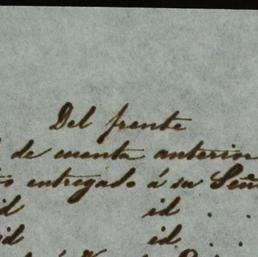 Del frente
de cuenta anterior
entregado á su Señ
id id . .
id id. .